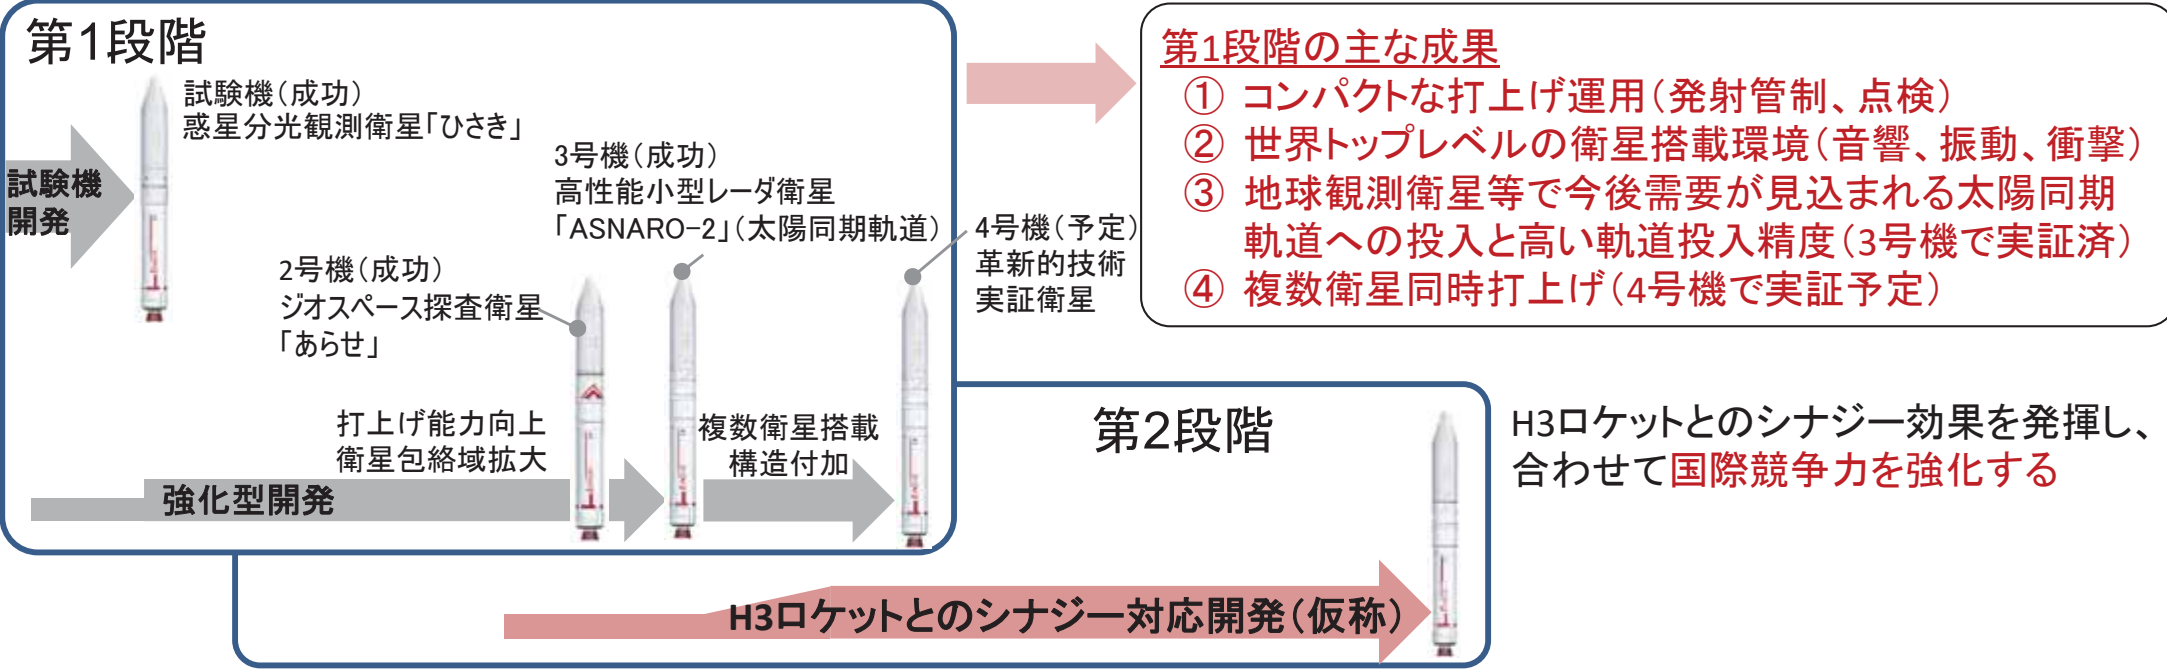 第1段階
試験機（成功）
惑星分光観測衛星「ひさき」
試験機
開発
3号機（成功）
高性能小型レーダ衛星
「ASNARO-2」（太陽同期軌道）
2号機（成功）
ジオスペース探査衛星
「あらせ」
4号機（予定）
革新的技術
実証衛星
打上げ能力向上
衛星包絡域拡大
複数衛星搭載
構造付加
強化型開発
第1段階の主な成果
① コンパクトな打上げ運用（発射管制、点検）
② 世界トップレベルの衛星搭載環境（音響、振動、衝撃）
③ 地球観測衛星等で今後需要が見込まれる太陽同期
軌道への投入と高い軌道投入精度（3号機で実証済）
④ 複数衛星同時打上げ（4号機で実証予定）
第2段階
H3ロケットとのシナジー対応開発（仮称）
H3ロケットとのシナジー効果を発揮し、
合わせて国際競争力を強化する